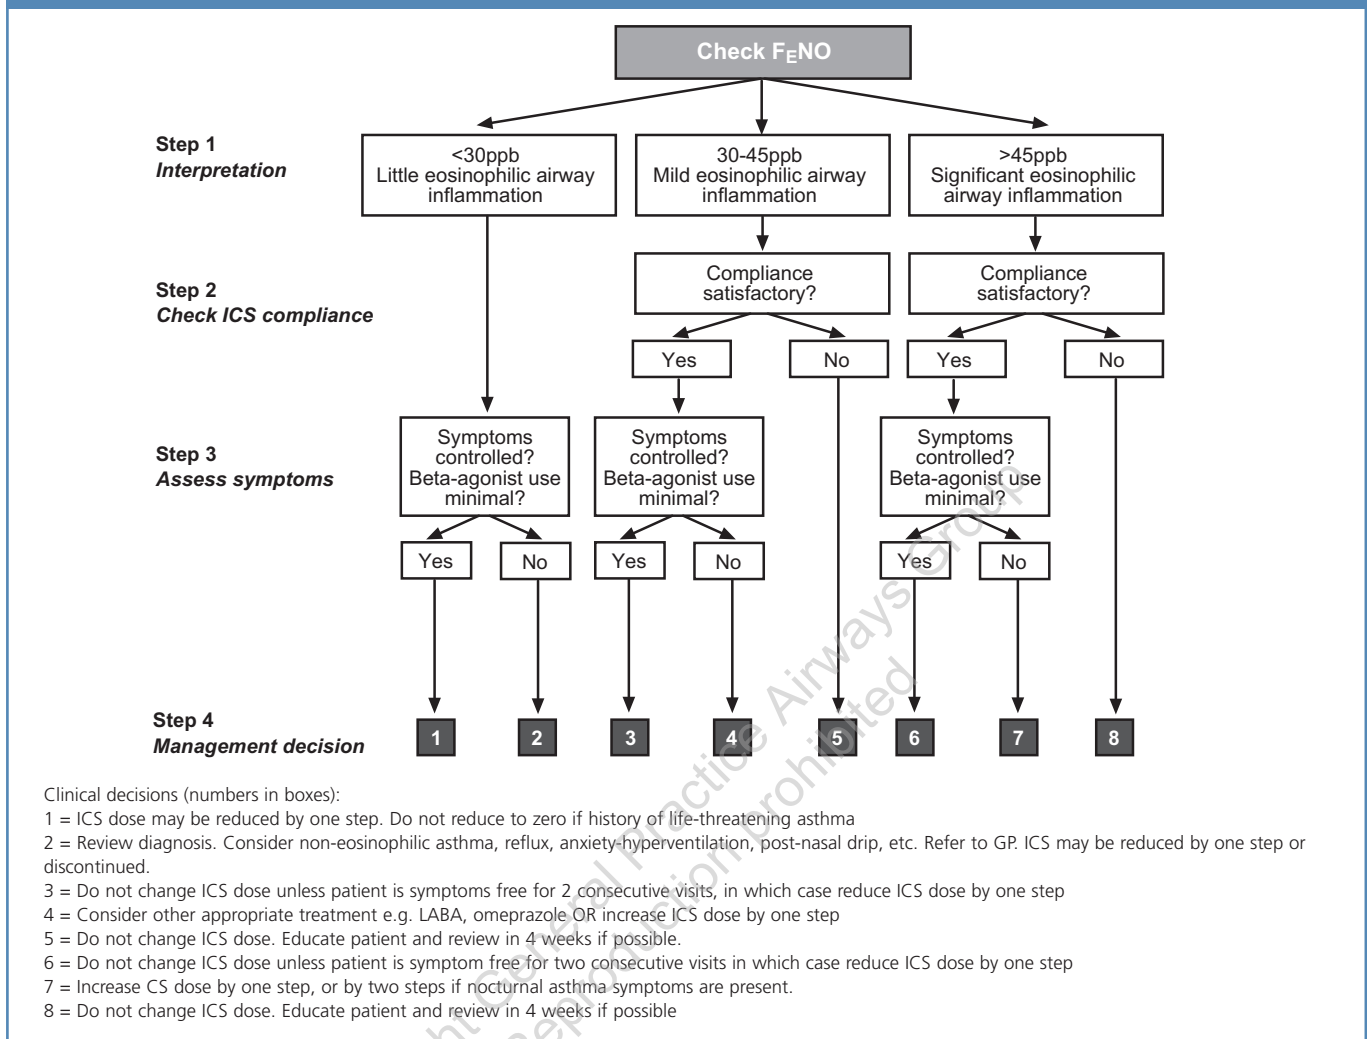 Check FENO
Step 1
Interpretation
<30ppb
Little eosinophilic airway
inflammation
30-45ppb
Mild eosinophilic airway
inflammation
>45ppb
Significant eosinophilic
airway inflammation
Step 2
Check ICS compliance
Compliance
satisfactory?
Compliance
satisfactory?
Yes
No
Yes
No
Step 3
Assess symptoms
Symptoms
controlled?
Beta-agonist use
minimal?
Symptoms
controlled?
Beta-agonist use
minimal?
Symptoms
controlled?
Beta-agonist use
minimal?
Yes
No
Yes
No
Yes
No
Step 4
Management decision
1
2
3
4
5
6
7
8
Clinical decisions (numbers in boxes):
1 = ICS dose may be reduced by one step. Do not reduce to zero if history of life-threatening asthma
2 = Review diagnosis. Consider non-eosinophilic asthma, reflux, anxiety-hyperventilation, post-nasal drip, etc. Refer to GP. ICS may be reduced by one step or
discontinued.
3 = Do not change ICS dose unless patient is symptoms free for 2 consecutive visits, in which case reduce ICS dose by one step
4 = Consider other appropriate treatment e.g. LABA, omeprazole OR increase ICS dose by one step
5 = Do not change ICS dose. Educate patient and review in 4 weeks if possible.
6 = Do not change ICS dose unless patient is symptom free for two consecutive visits in which case reduce ICS dose by one step
7 = Increase CS dose by one step, or by two steps if nocturnal asthma symptoms are present.
8 = Do not change ICS dose. Educate patient and review in 4 weeks if possible
General Practice Airways Group
Reproduction prohibited